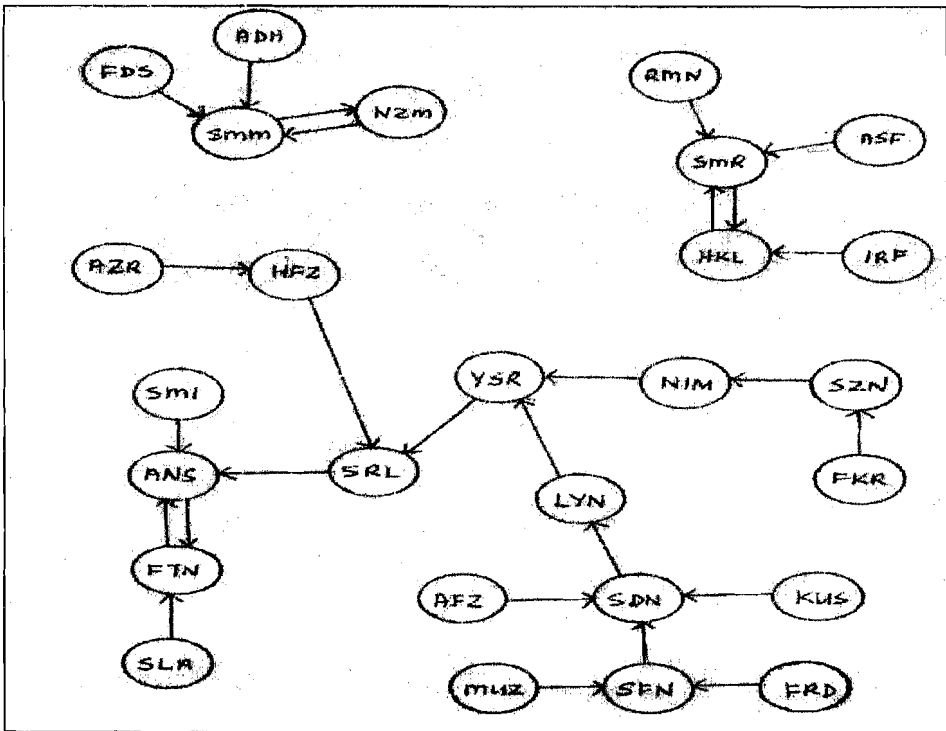 ADH
FDS
NZM
SMM
RMN
ASF
SMR
HKL
IRF
AZR
HFZ
YSR
NIM
SZN
SMI
ANS
SRL
LYN
FKR
FTN
AFZ
SDN
KUS
SLA
MUZ
SFN
FRD